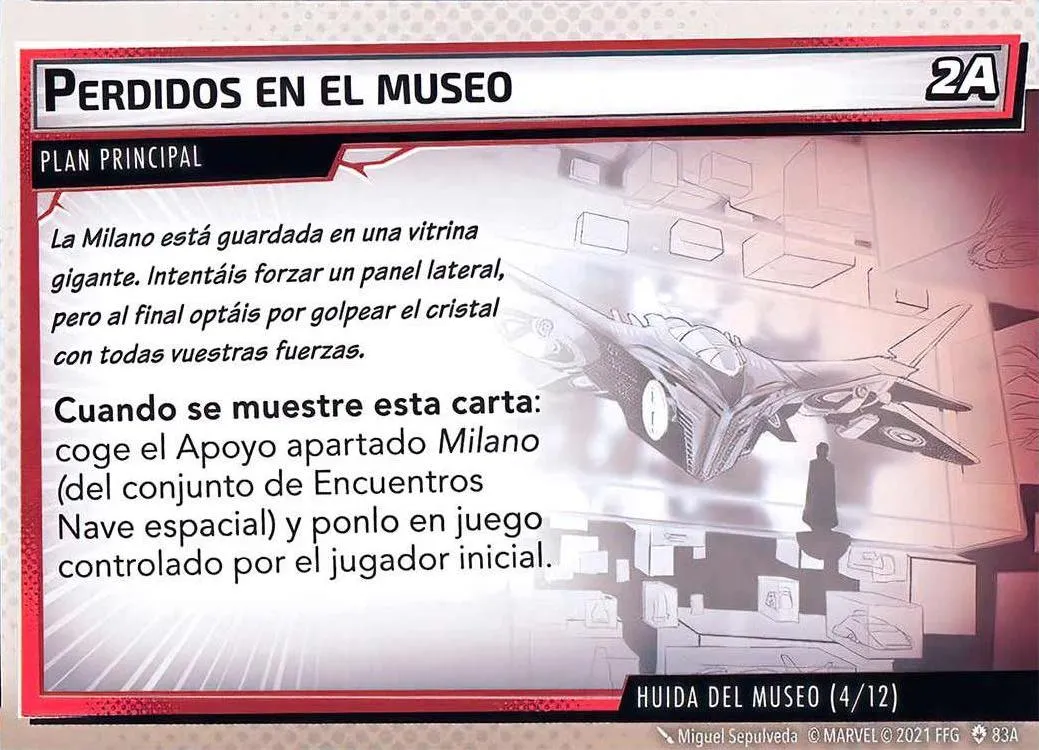 PERDIDOS EN EL MUSEO
2A
PLAN PRINCIPAL
La Milano está guardada en una vitrina
gigante. Intentáis forzar un panel lateral,
pero al final optáis por golpear el cristal
con todas vuestras fuerzas.
Cuando se muestre esta carta:
coge el Apoyo apartado Milano
(del conjunto de Encuentros
Nave espacial) y ponlo en juego
controlado por el jugador inicial.
HUIDA DEL MUSEO (4/12)
Miguel Sepulveda © MARVEL © 2021 FFG 83A